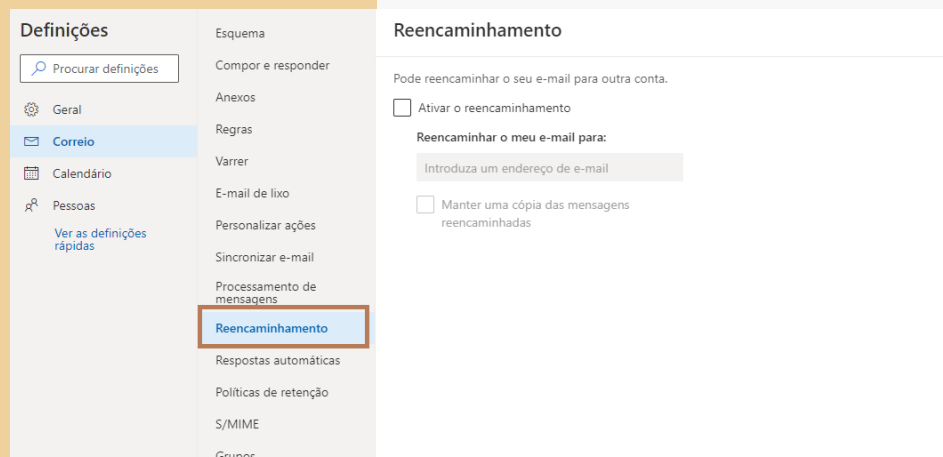 Definições
Procurar definições
Geral
Correio
Calendário
Pessoas
Ver as definições
rápidas
Esquema
Compor e responder
Anexos
Regras
Varrer
E-mail de lixo
Personalizar ações
Sincronizar e-mail
Processamento de
mensagens
Reencaminhamento
Respostas automáticas
Políticas de retenção
S/MIME
Grupos
Reencaminhamento
Pode reencaminhar o seu e-mail para outra conta.
Ativar o reencaminhamento
Reencaminhar o meu e-mail para:
Introduza um endereço de e-mail
Manter uma cópia das mensagens
reencaminhadas